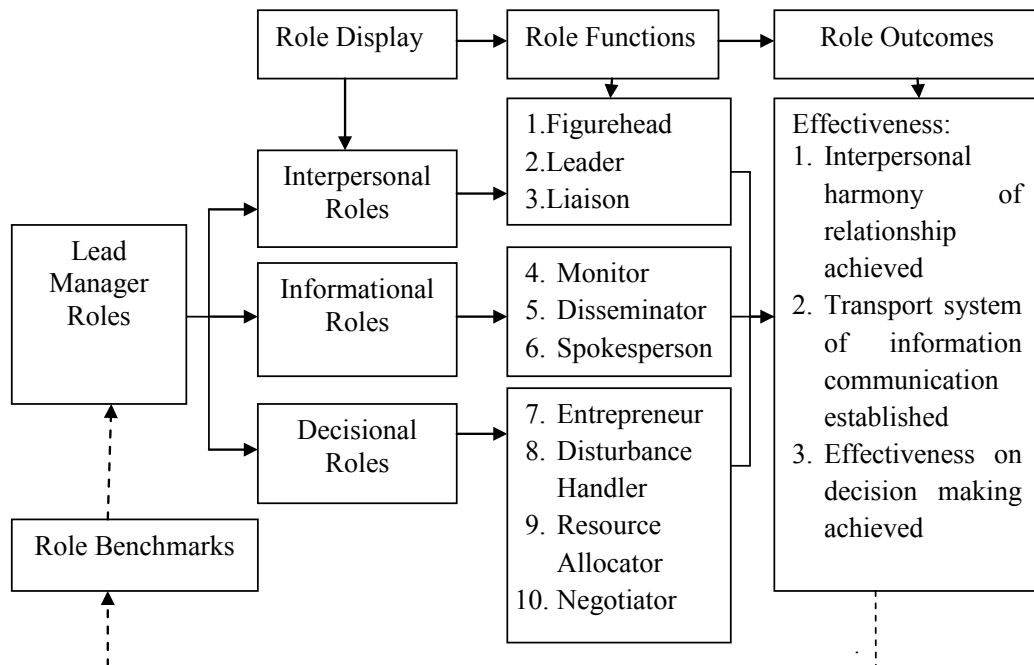 Role Display
Role Functions
Role Outcomes
Lead
Manager
Roles
Interpersonal
Roles
Informational
Roles
Decisional
Roles
1.Figurehead
2.Leader
3.Liaison
4. Monitor
5. Disseminator
6. Spokesperson
7. Entrepreneur
8. Disturbance
Handler
9. Resource
Allocator
10. Negotiator
Effectiveness:
1. Interpersonal
harmony of
relationship
achieved
2. Transport system
of information
communication
established
3. Effectiveness on
decision making
achieved
Role Benchmarks